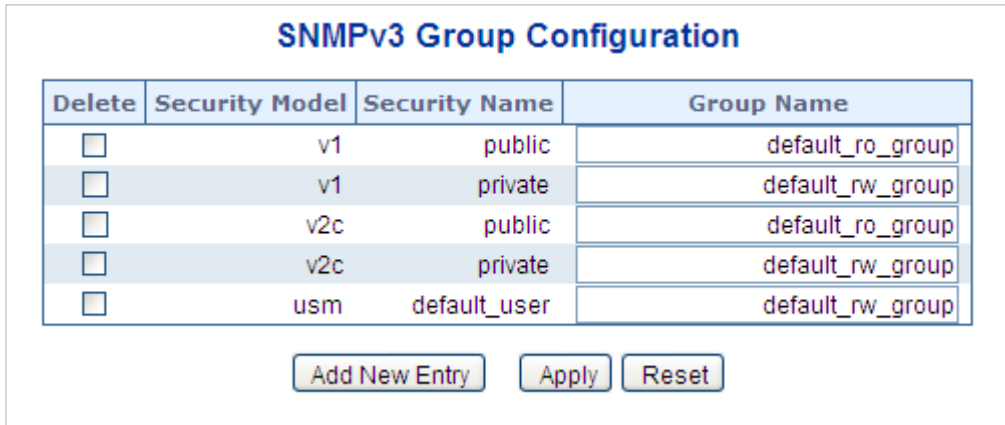 SNMPv3 Group Configuration
Delete Security Model Security Name Group Name
v1 public default_ro_group
v1 private default_rw_group
v2c public default_ro_group
v2c private default_rw_group
usm default_user default_rw_group
Add New Entry Apply Reset